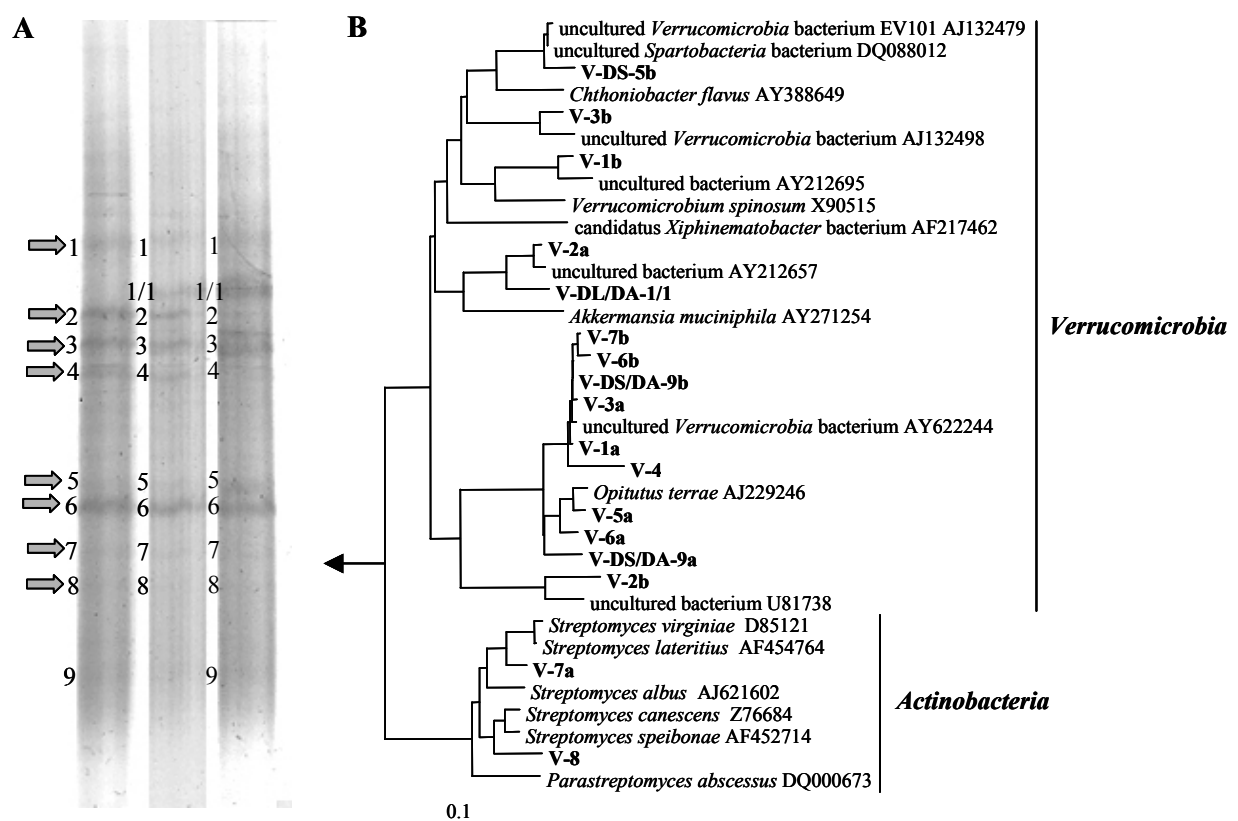 A
1 1 1
1/1 1/1
2 2 2
3 3 3
4 4 4
5 5 5
6 6 6
7 7 7
8 8 8
9 9
B
uncultured Verrucomicrobia bacterium EV101 AJ132479
uncultured Spartobacteria bacterium DQ088012
V-DS-5b
Chthoniobacter flavus AY388649
V-3b
uncultured Verrucomicrobia bacterium AJ132498
V-1b
uncultured bacterium AY212695
Verrucomicrobium spinosum X90515
candidatus Xiphinematobacter bacterium AF217462
V-2a
uncultured bacterium AY212657
V-DL/DA-1/1
Akkermansia muciniphila AY271254
V-7b
V-6b
V-DS/DA-9b
V-3a
uncultured Verrucomicrobia bacterium AY622244
V-1a
V-4
Opitutus terrae AJ229246
V-5a
V-6a
V-DS/DA-9a
V-2b
uncultured bacterium U81738
Verrucomicrobia
Streptomyces virginiae D85121
Streptomyces lateritius AF454764
V-7a
Streptomyces albus AJ621602
Streptomyces canescens Z76684
Streptomyces speibonae AF452714
V-8
Parastreptomyces abscessus DQ000673
Actinobacteria
0.1